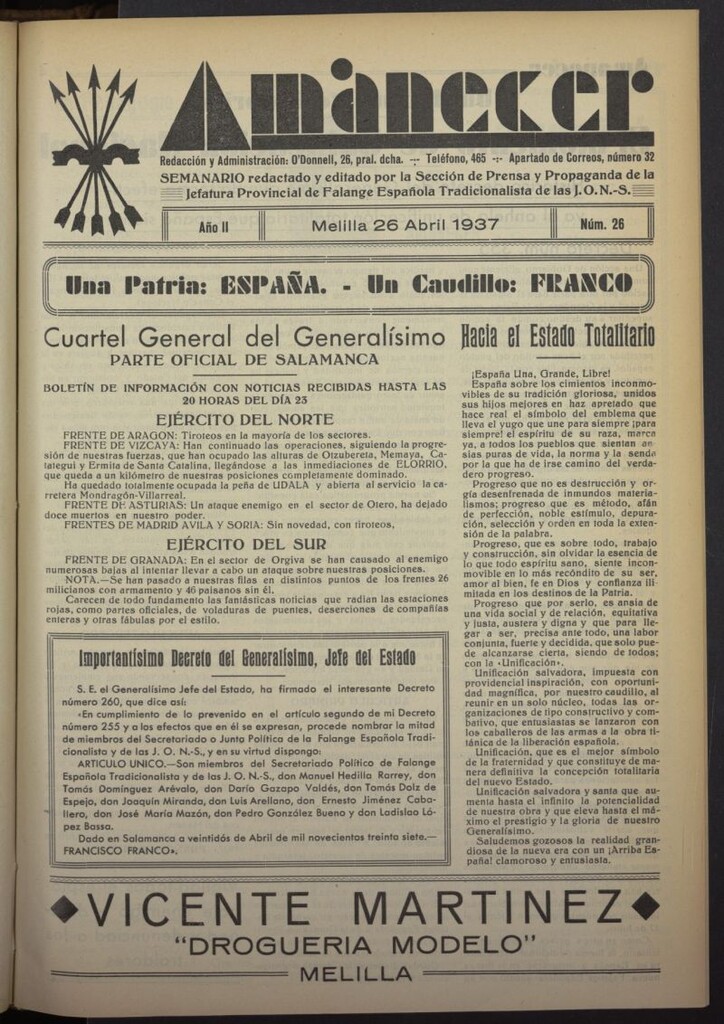 Amànecer
Redacción y Administración: O'Donnell, 26, pral. dcha. -:- Teléfono, 465 -:- Apartado de Correos, número 32
SEMANARIO redactado y editado por la Sección de Prensa y Propaganda de la
Jefatura Provincial de Falange Española Tradicionalista de las J.O.N.-S.
Año II
Melilla 26 Abril 1937
Núm. 26
Una Patria: ESPAÑA. - Un Caudillo: FRANCO
Cuartel General del Generalísimo
PARTE OFICIAL DE SALAMANCA
BOLETÍN DE INFORMACIÓN CON NOTICIAS RECIBIDAS HASTA LAS
20 HORAS DEL DÍA 23
EJÉRCITO DEL NORTE
FRENTE DE ARAGON: Tiroteos en la mayoría de los sectores.
FRENTE DE VIZCAYA: Han continuado las operaciones, siguiendo la progre-
sión de nuestras fuerzas, que han ocupado las alturas de Otzubereta, Memaya, Ca-
latelgui y Ermita de Santa Catalina, llegándose a las inmediaciones de ELORRIO,
que queda a un kilómetro de nuestras posiciones completamente dominado.
Ha quedado totalmente ocupada la peña de UDALA y abierta al servicio la ca-
rretera Mondragón-Villarreal.
FRENTE DE ASTURIAS: Un ataque enemigo en el sector de Otero, ha dejado
doce muertos en nuestro poder.
FRENTES DE MADRID AVILA Y SORIA: Sin novedad, con tiroteos,
EJÉRCITO DEL SUR
FRENTE DE GRANADA: En el sector de Orgiva se han causado al enemigo
numerosas bajas al intentar llevar a cabo un ataque sobre nuestras posiciones.
NOTA.—Se han pasado a nuestras filas en distintos puntos de los frentes 26
milicianos con armamento y 46 paisanos sin él.
Carecen de todo fundamento las fantásticas noticias que radian las estaciones
rojas, como partes oficiales, de voladuras de puentes, deserciones de compañías
enteras y otras fábulas por el estilo.
Importantísimo Decreto del Generalísimo, Jefe del Estado
S. E. el Generalísimo Jefe del Estado, ha firmado el interesante Decreto
número 260, que dice así:
«En cumplimiento de lo prevenido en el artículo segundo de mi Decreto
número 255 y a los efectos que en él se expresan, procede nombrar la mitad
de miembros del Secretariado o Junta Política de la Falange Española Tradi-
cionalista y de las J. O. N.-S., y en su virtud dispongo:
ARTICULO UNICO.—Son miembros del Secretariado Político de Falange
Española Tradicionalista y de las J. O. N.-S., don Manuel Hedilla Rarrey, don
Tomás Domínguez Arévalo, don Darío Gazapo Valdés, don Tomás Dolz de
Espejo, don Joaquín Miranda, don Luis Arellano, don Ernesto Jiménez Caba-
llero, don José María Mazón, don Pedro González Bueno y don Ladislao Ló-
pez Bassa.
Dado en Salamanca a veintidós de Abril de mil novecientos treinta siete.—
FRANCISCO FRANCO».
Hacia el Estado Totalitario
¡España Una, Grande, Libre!
España sobre los cimientos inconmo-
vibles de su tradición gloriosa, unidos
sus hijos mejores en haz apretado que
hace real el símbolo del emblema que
lleva el yugo que une para siempre ¡para
siempre! el espíritu de su raza, marca
ya, a todos los pueblos que sientan an-
sias puras de vida, la norma y la senda
por la que ha de irse camino del verda-
dero progreso.
Progreso que no es destrucción y or-
gía desenfrenada de inmundos materia-
lismos; progreso que es método, afán
de perfección, noble estímulo, depura-
ción, selección y orden en toda la exten-
sión de la palabra.
Progreso, que es sobre todo, trabajo
y construcción, sin olvidar la esencia de
lo que todo espíritu sano, siente incon-
movible en lo más recóndito de su ser,
amor al bien, fe en Dios y confianza ili-
mitada en los destinos de la Patria.
Progreso que por serlo, es ansia de
una vida social y de relación, equitativa
y justa, austera y digna y que para lle-
gar a ser, precisa ante todo, una labor
conjunta, fuerte y decidida, que solo pue-
de alcanzarse cierta, siendo de todos;
con la «Unificación».
Unificación salvadora, impuesta con
providencial inspiración, con oportuni-
dad magnífica, por nuestro caudillo, al
reunir en un solo núcleo, todas las or-
ganizaciones de tipo constructivo y com-
bativo, que entusiastas se lanzaron con
los caballeros de las armas a la obra ti-
tánica de la liberación española.
Unificación, que es el mejor símbolo
de la fraternidad y que constituye de ma-
nera definitiva la concepción totalitaria
del nuevo Estado.
Unificación salvadora y santa que au-
menta hasta el infinito la potencialidad
de nuestra obra y que eleva hasta el má-
ximo el prestigio y la gloria de nuestro
Generalísimo.
Saludemos gozosos la realidad gran-
diosa de la nueva era con un ¡Arriba Es-
paña! clamoroso y entusiasta.
VICENTE MARTINEZ
"DROGUERIA MODELO"
MELILLA